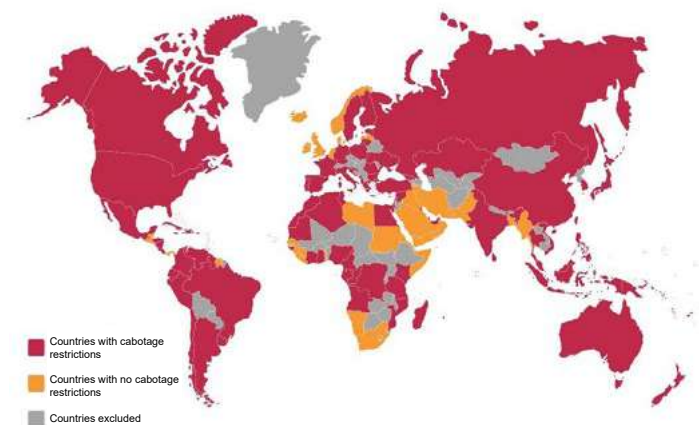 Countries with cabotage
restrictions
Countries with no cabotage
restrictions
Countries excluded